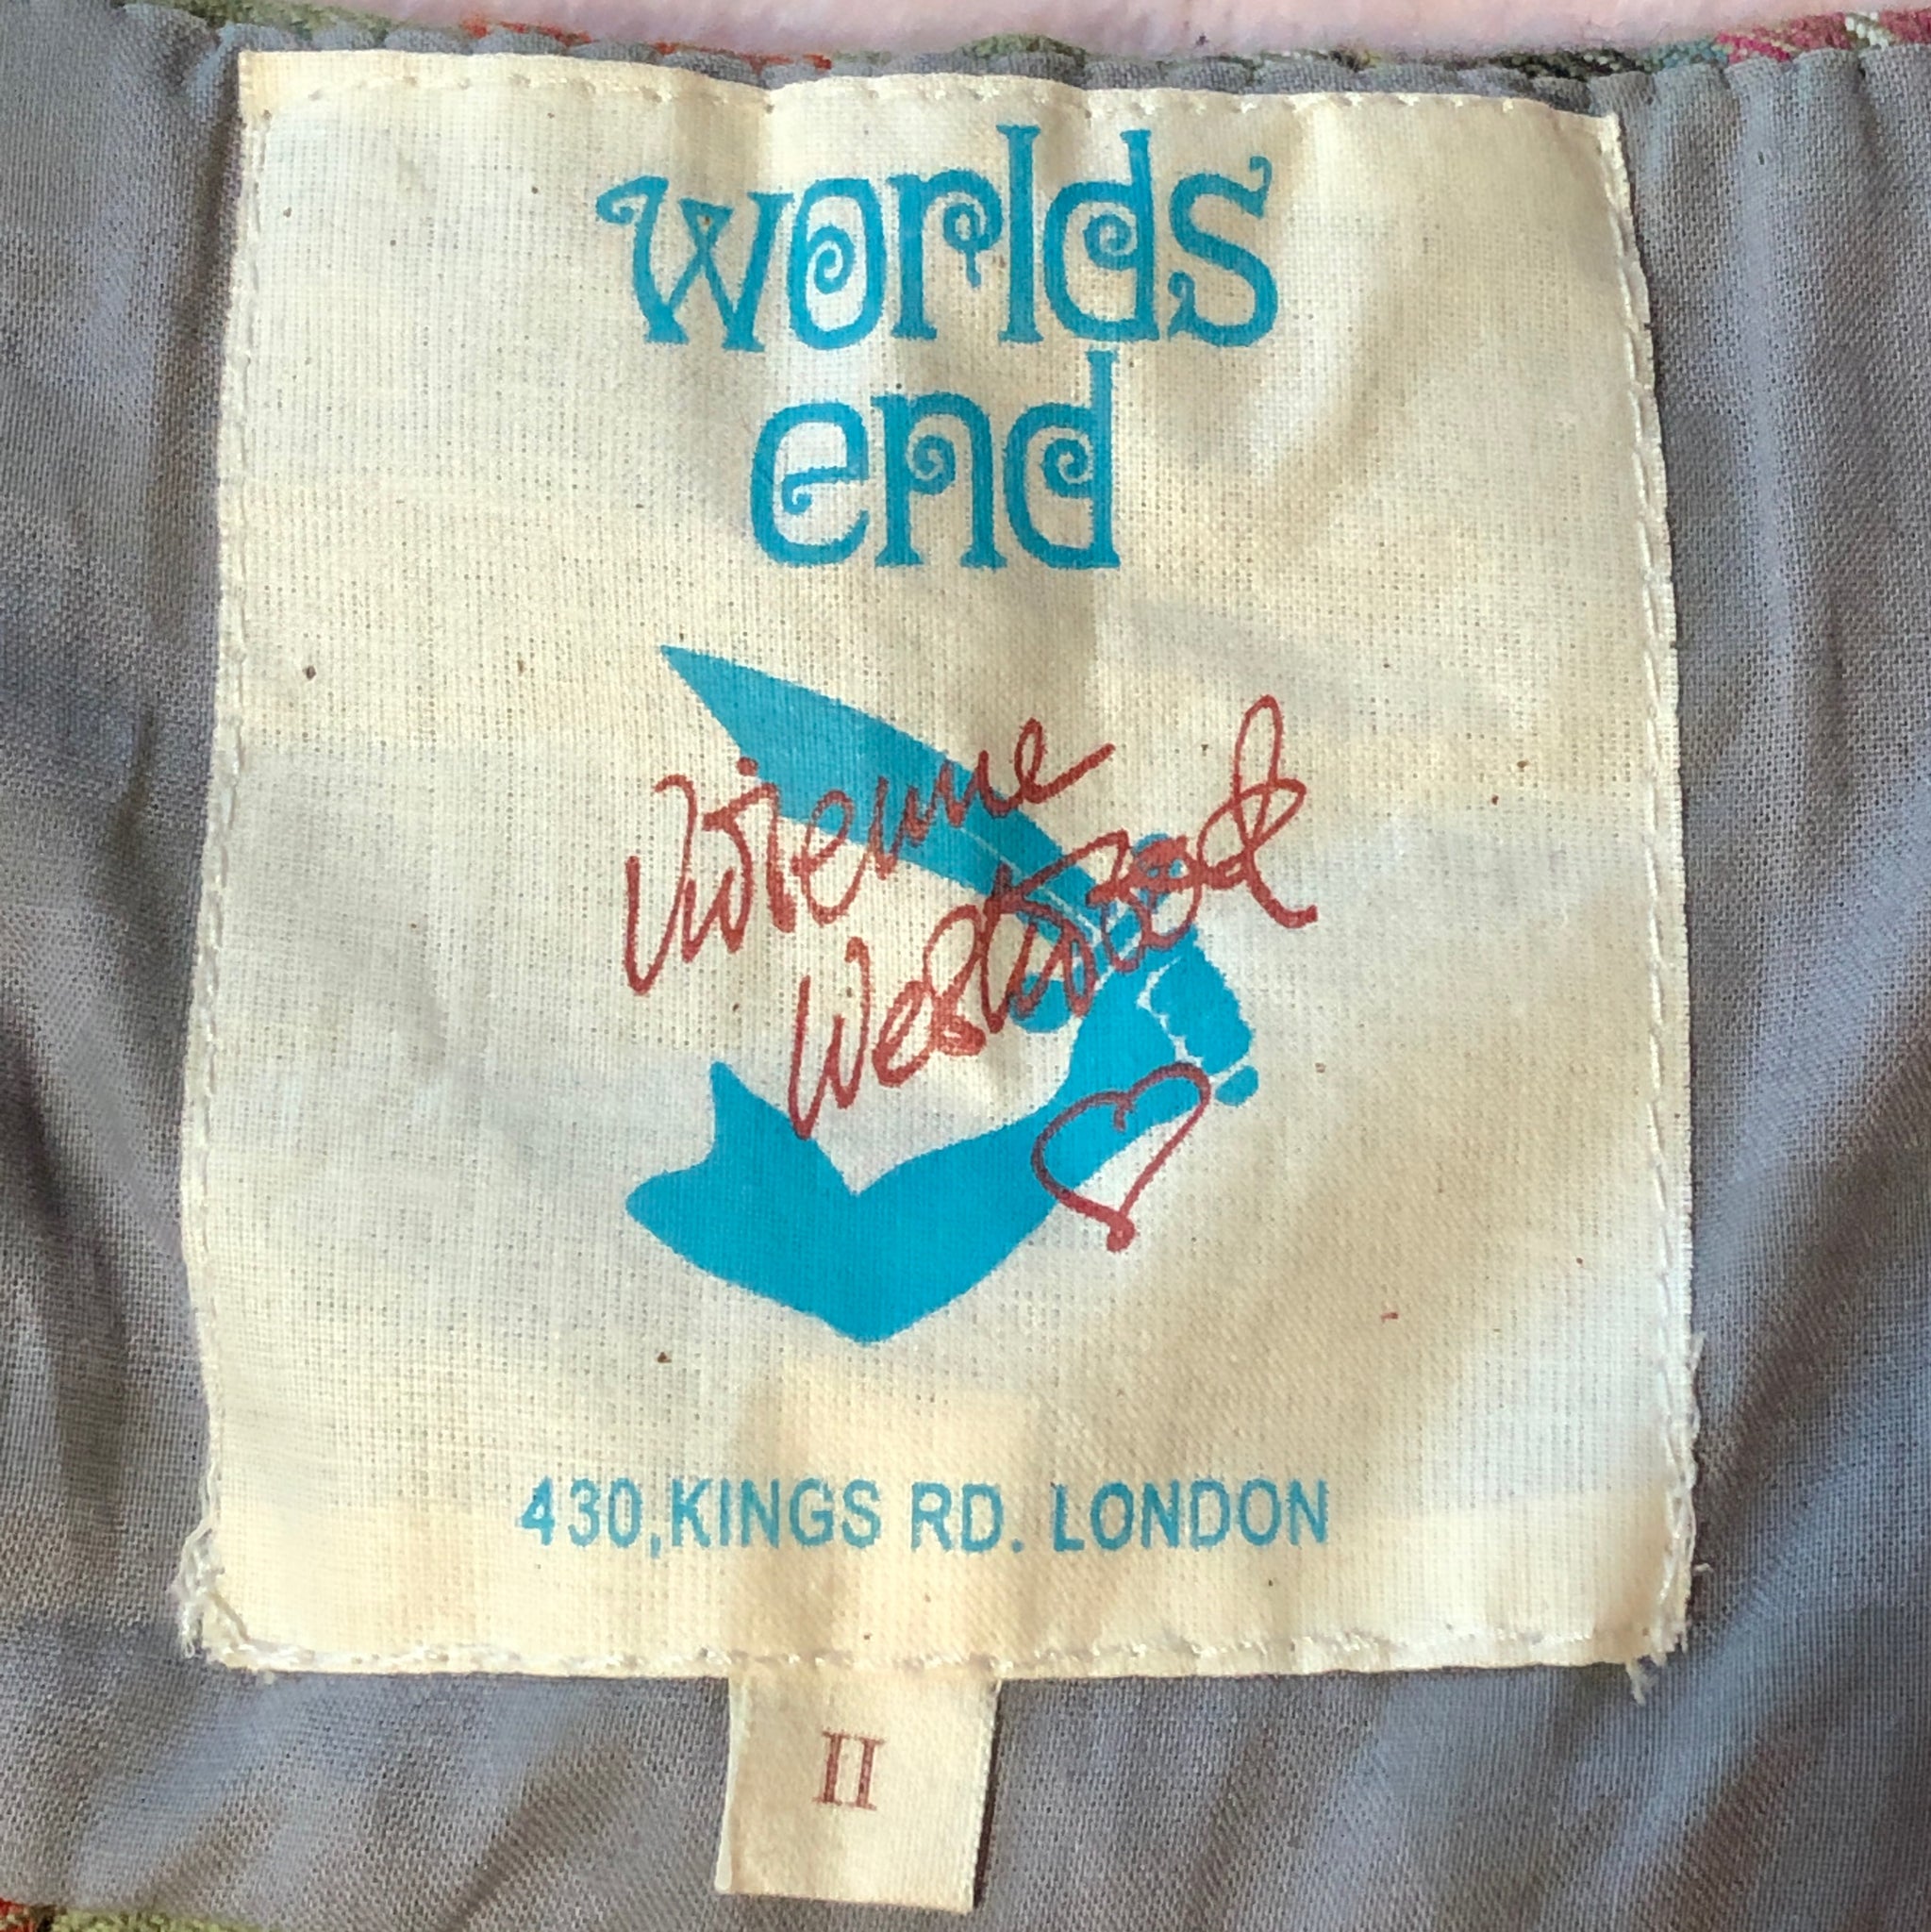 worlds
end
Vivienne
Westwood
430,KINGS RD. LONDON
II